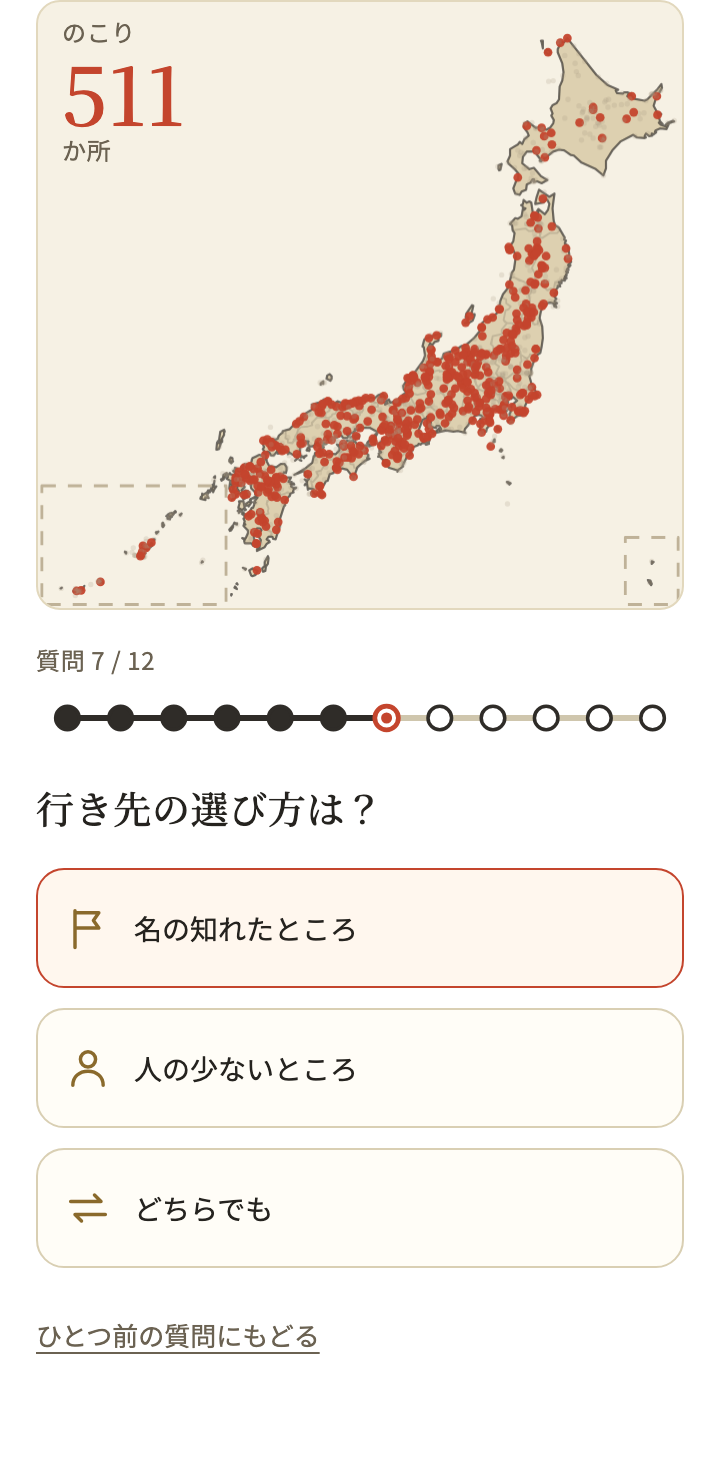 のこり
511
か所
質問 7 / 12
行き先の選び方は？
名の知れたところ
人の少ないところ
どちらでも
ひとつ前の質問にもどる